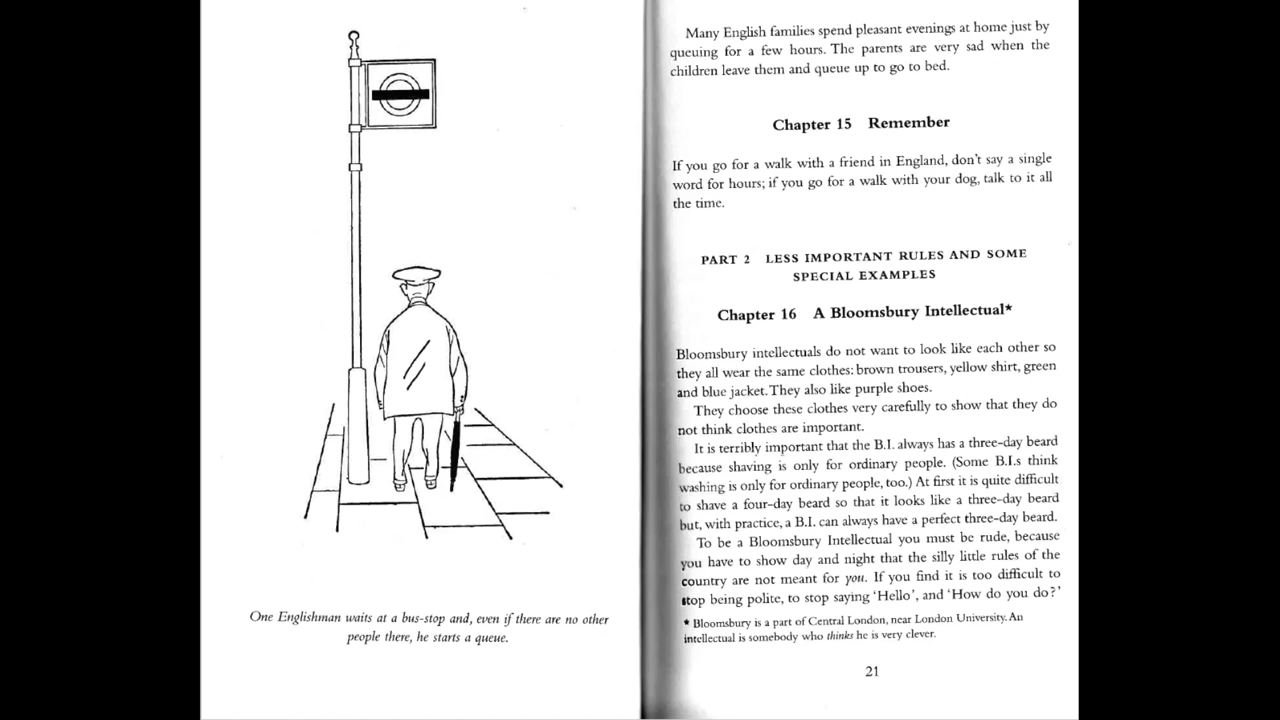 One Englishman waits at a bus-stop and, even if there are no other
people there, he starts a queue.
Many English families spend pleasant evenings at home just by
queuing for a few hours. The parents are very sad when the
children leave them and queue up to go to bed.
Chapter 15 Remember
If you go for a walk with a friend in England, don't say a single
word for hours; if you go for a walk with your dog, talk to it all
the time.
PART 2 LESS IMPORTANT RULES AND SOME
SPECIAL EXAMPLES
Chapter 16 A Bloomsbury Intellectual*
Bloomsbury intellectuals do not want to look like each other so
they all wear the same clothes: brown trousers, yellow shirt, green
and blue jacket. They also like purple shoes.
They choose these clothes very carefully to show that they do
not think clothes are important.
It is terribly important that the B.I. always has a three-day beard
because shaving is only for ordinary people. (Some B.I.s think
washing is only for ordinary people, too.) At first it is quite difficult
to shave a four-day beard so that it looks like a three-day beard
but, with practice, a B.I. can always have a perfect three-day beard.
To be a Bloomsbury Intellectual you must be rude, because
you have to show day and night that the silly little rules of the
country are not meant for you. If you find it is too difficult to
stop being polite, to stop saying 'Hello', and 'How do you do?'
* Bloomsbury is a part of Central London, near London University. An
intellectual is somebody who thinks he is very clever.
21